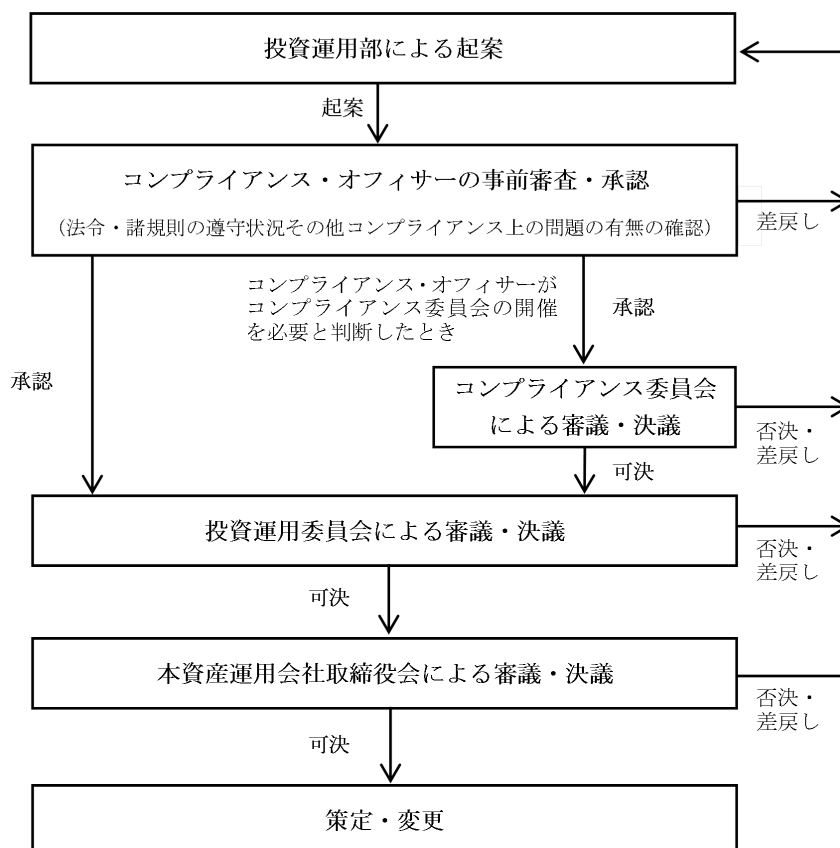 投資運用部による起案
起案
コンプライアンス・オフィサーの事前審査・承認
（法令・諸規則の遵守状況その他コンプライアンス上の問題の有無の確認）
差戻し
コンプライアンス・オフィサーが
コンプライアンス委員会の開催
を必要と判断したとき
承認
承認
コンプライアンス委員会
による審議・決議
否決・
差戻し
可決
投資運用委員会による審議・決議
否決・
差戻し
可決
本資産運用会社取締役会による審議・決議
否決・
差戻し
可決
策定・変更